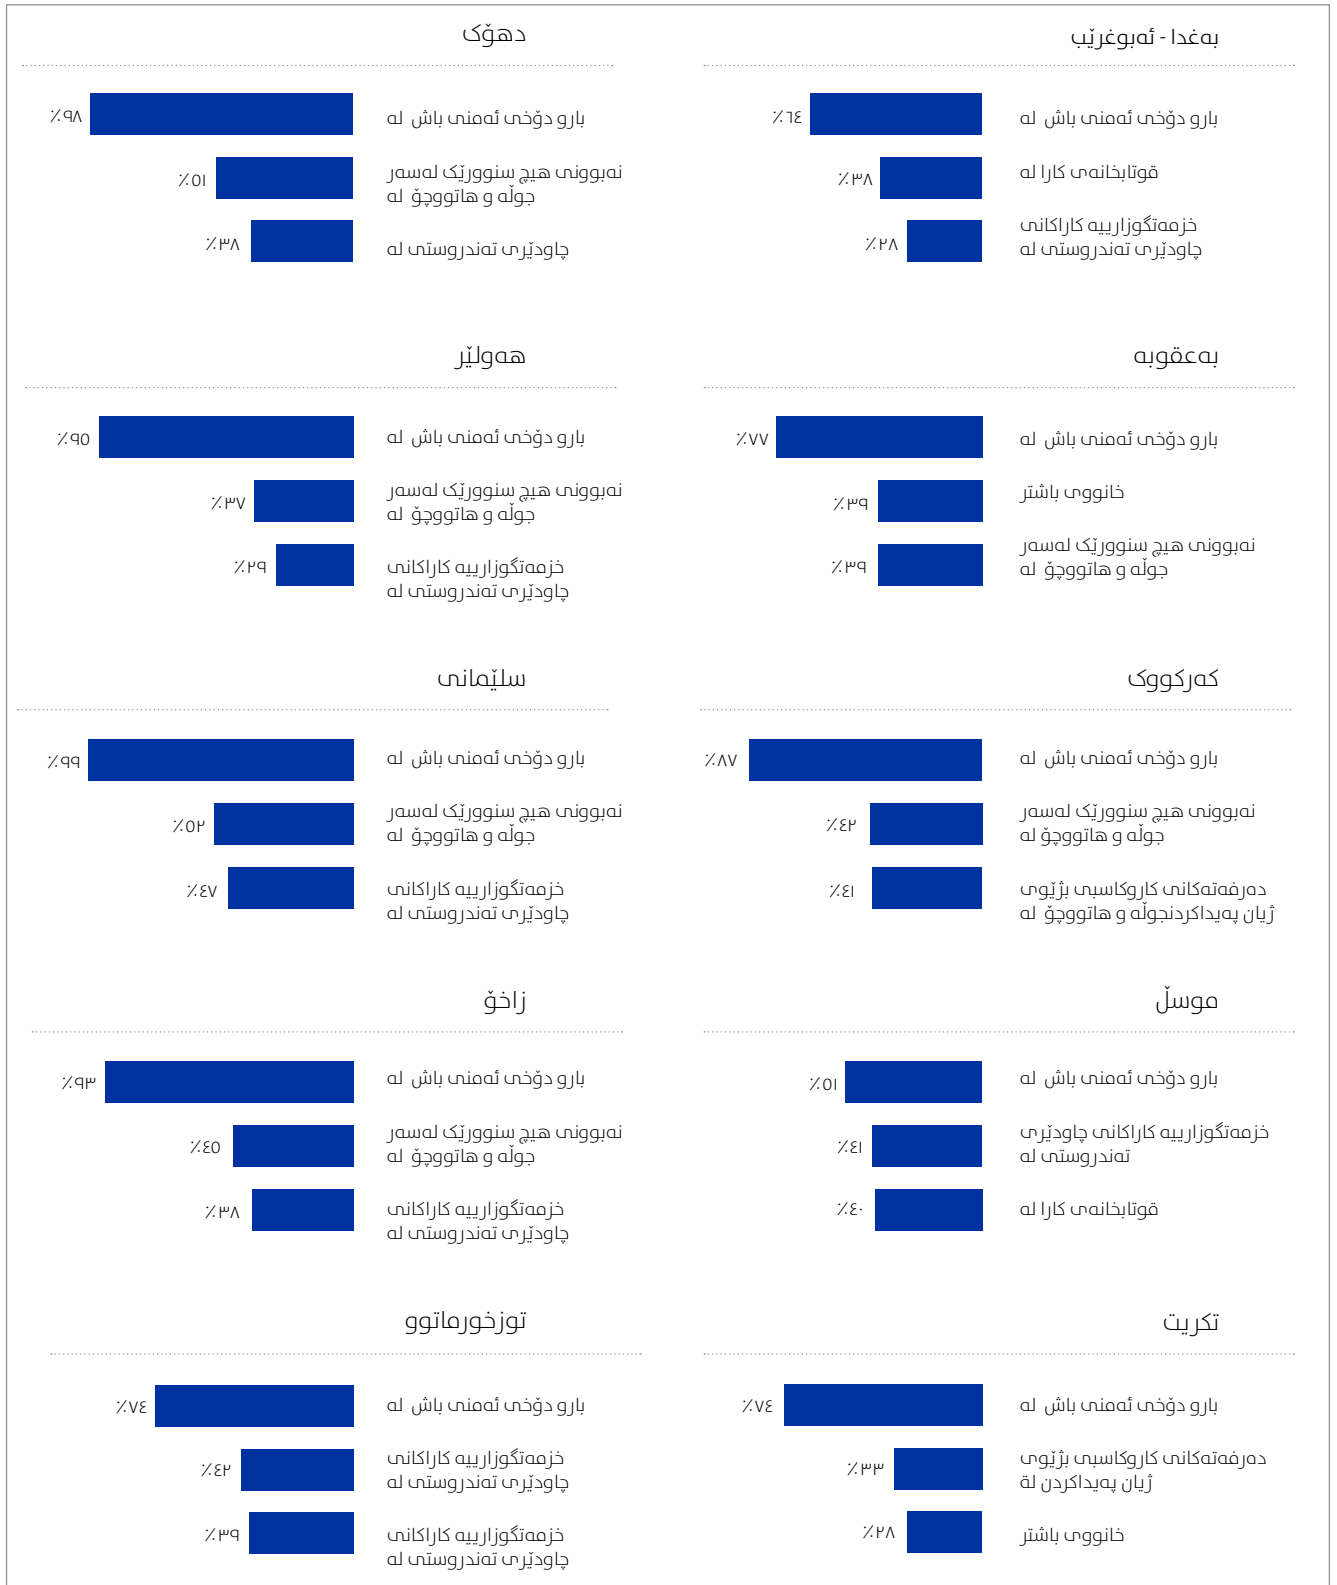 بەغدا - ئەبوغرێب
بارو دۆخی ئەمنی باش لە
٪٦٤
قوتابخانەی کارا لە
٪٣٨
خزمەتگوزارییە کاراکانی
چاودێری تەندروستی لە
٪٢٨
دهۆک
بارو دۆخی ئەمنی باش لە
٪٩٨
نەبوونی هیچ سنوورێک لەسەر
جوڵە و هاتووچۆ لە
٪٥١
چاودێری تەندروستی لە
٪٣٨
بەعقوبە
بارو دۆخی ئەمنی باش لە
٪٧٧
خانووی باشتر
٪٣٩
نەبوونی هیچ سنوورێک لەسەر
جوڵە و هاتووچۆ لە
٪٣٩
هەولێر
بارو دۆخی ئەمنی باش لە
٪٩٥
نەبوونی هیچ سنوورێک لەسەر
جوڵە و هاتووچۆ لە
٪٣٧
خزمەتگوزارییە کاراکانی
چاودێری تەندروستی لە
٪٢٩
کەرکووک
بارو دۆخی ئەمنی باش لە
٪٨٧
نەبوونی هیچ سنوورێک لەسەر
جوڵە و هاتووچۆ لە
٪٤٢
دەرفەتەکانی کاروکاسبی بژێوی
ژیان پەیداکردنجوڵە و هاتووچۆ لە
٪٤١
سلێمانی
بارو دۆخی ئەمنی باش لە
٪٩٩
نەبوونی هیچ سنوورێک لەسەر
جوڵە و هاتووچۆ لە
٪٥٢
خزمەتگوزارییە کاراکانی
چاودێری تەندروستی لە
٪٤٧
موسڵ
بارو دۆخی ئەمنی باش لە
٪٥١
خزمەتگوزارییە کاراکانی چاودێری
تەندروستی لە
٪٤١
قوتابخانەی کارا لە
٪٤٠
زاخۆ
بارو دۆخی ئەمنی باش لە
٪٩٣
نەبوونی هیچ سنوورێک لەسەر
جوڵە و هاتووچۆ لە
٪٤٥
خزمەتگوزارییە کاراکانی
چاودێری تەندروستی لە
٪٣٨
تکریت
بارو دۆخی ئەمنی باش لە
٪٧٤
دەرفەتەکانی کاروکاسبی بژێوی
ژیان پەیداکردن لة
٪٣٣
خانووی باشتر
٪٢٨
توزخورماتوو
بارو دۆخی ئەمنی باش لە
٪٧٤
خزمەتگوزارییە کاراکانی
چاودێری تەندروستی لە
٪٤٢
خزمەتگوزارییە کاراکانی
چاودێری تەندروستی لە
٪٣٩